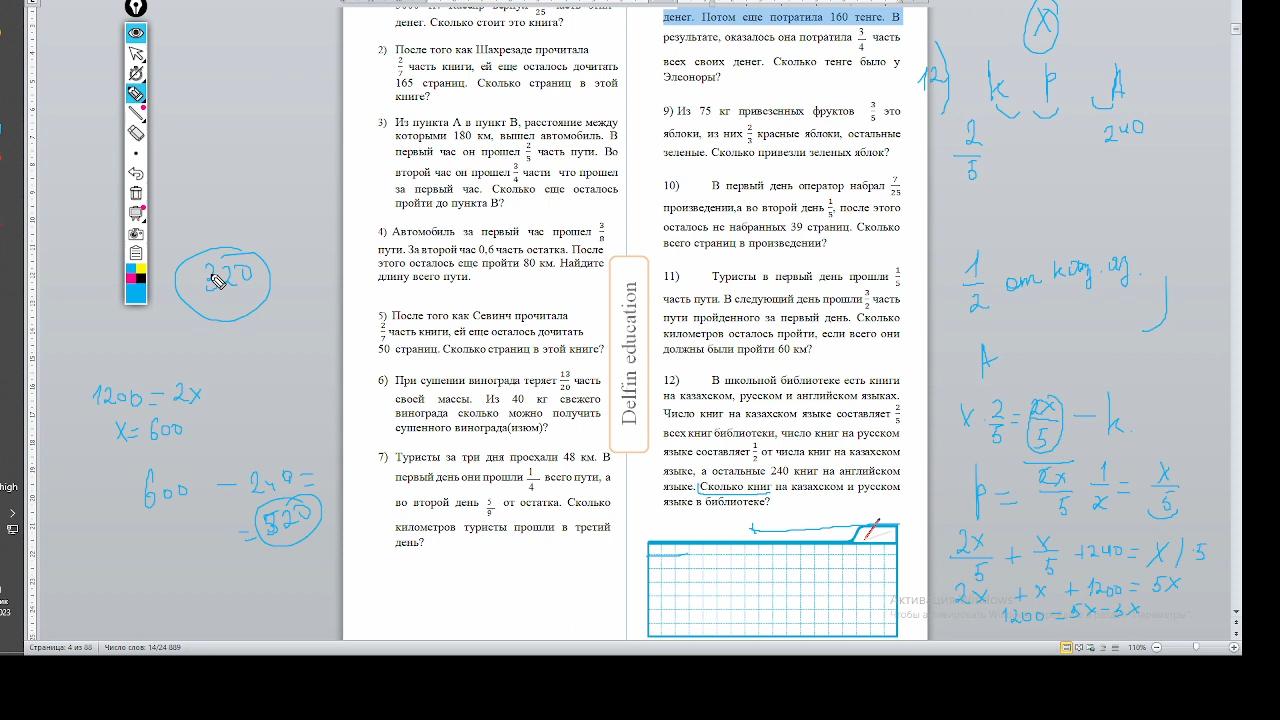 денег. Сколько стоит это книга?
2) После того как Шахрезаде прочитала
2/7 часть книги, ей еще осталось дочитать
165 страниц. Сколько страниц в этой
книге?
3) Из пункта А в пункт В, расстояние между
которыми 180 км, вышел автомобиль. В
первый час он прошел 2/5 часть пути. Во
второй час он прошел 3/4 части что прошел
за первый час. Сколько еще осталось
пройти до пункта В?
4) Автомобиль за первый час прошел 3/8
пути. За второй час 0,6 часть остатка. После
этого осталось еще пройти 80 км. Найдите
длину всего пути.
5) После того как Севинч прочитала
2/7 часть книги, ей еще осталось дочитать
50 страниц. Сколько страниц в этой книге?
6) При сушении винограда теряет 13/20 часть
своей массы. Из 40 кг свежего
винограда сколько можно получить
сушенного винограда(изюм)?
7) Туристы за три дня проехали 48 км. В
первый день они прошли 1/4 всего пути, а
во второй день 5/9 от остатка. Сколько
километров туристы прошли в третий
день?
денег. Потом еще потратила 160 тенге. В
результате, оказалось она потратила 3/4 часть
всех своих денег. Сколько тенге было у
Элеоноры?
9) Из 75 кг привезенных фруктов 3/5 это
яблоки, из них 2/3 красные яблоки, остальные
зеленые. Сколько привезли зеленых яблок?
10) В первый день оператор набрал 7/25
произведении,а во второй день 1/5, после этого
осталось не набранных 39 страниц. Сколько
всего страниц в произведении?
11) Туристы в первый день прошли 1/5
часть пути. В следующий день прошли 3/2 часть
пути пройденного за первый день. Сколько
километров осталось пройти, если всего они
должны были пройти 60 км?
12) В школьной библиотеке есть книги
на казахском, русском и английском языках.
Число книг на казахском языке составляет 2/5
всех книг библиотеки, число книг на русском
языке составляет 1/2 от числа книг на казахском
языке, а остальные 240 книг на английском
языке. Сколько книг на казахском и русском
языке в библиотеке?
Delfin education
320
1200 = 2x
x = 600
600 - 240 =
X
12) К Р А
2/5 240
1/2 от каз. яз.
А
x · 2/5 = 2x/5 - к.
Р = 2x/5 1/2 = x/5
2x/5 + x/5 + 240 = X / · 5
2x + x + 1200 = 5x
1200 = 5x - 3x
high
2023
Страница: 4 из 88 Число слов: 14/24 889
110%